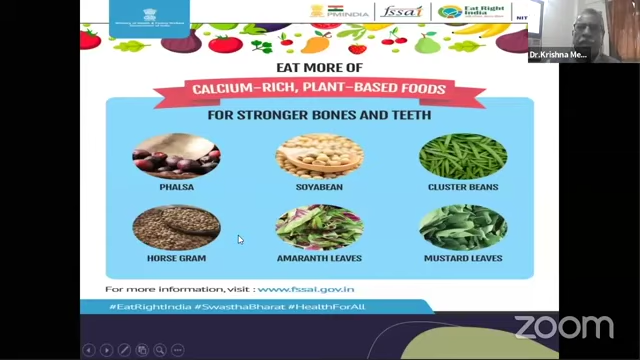 PMINDIA
fssai
Eat Right India
NIT
Dr.Krishna Me...
EAT MORE OF
CALCIUM-RICH, PLANT-BASED FOODS
FOR STRONGER BONES AND TEETH
PHALSA
SOYABEAN
CLUSTER BEANS
HORSE GRAM
AMARANTH LEAVES
MUSTARD LEAVES
For more information, visit : www.fssai.gov.in
#EatRightIndia #SwasthaBharat #HealthForAll
zoom